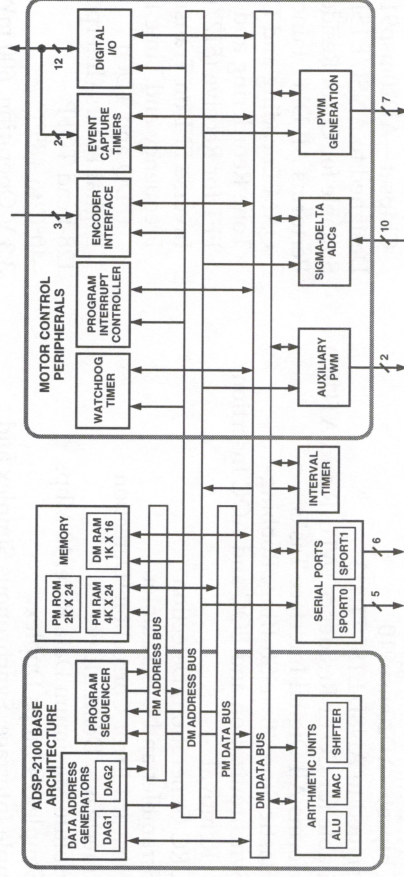 ADSP-2100 BASE
ARCHITECTURE
DATA ADDRESS
GENERATORS
DAG1
DAG2
PROGRAM
SEQUENCER
PM ROM
2K X 24
MEMORY
PM RAM
4K X 24
DM RAM
1K X 16
MOTOR CONTROL
PERIPHERALS
WATCHDOG
TIMER
PROGRAM
INTERRUPT
CONTROLLER
ENCODER
INTERFACE
3
EVENT
CAPTURE
TIMERS
2
DIGITAL
I/O
12
PM ADDRESS BUS
DM ADDRESS BUS
PM DATA BUS
DM DATA BUS
ARITHMETIC UNITS
ALU
MAC
SHIFTER
SERIAL PORTS
SPORT0
SPORT1
5
6
INTERVAL
TIMER
AUXILIARY
PWM
2
SIGMA-DELTA
ADCs
10
PWM
GENERATION
7